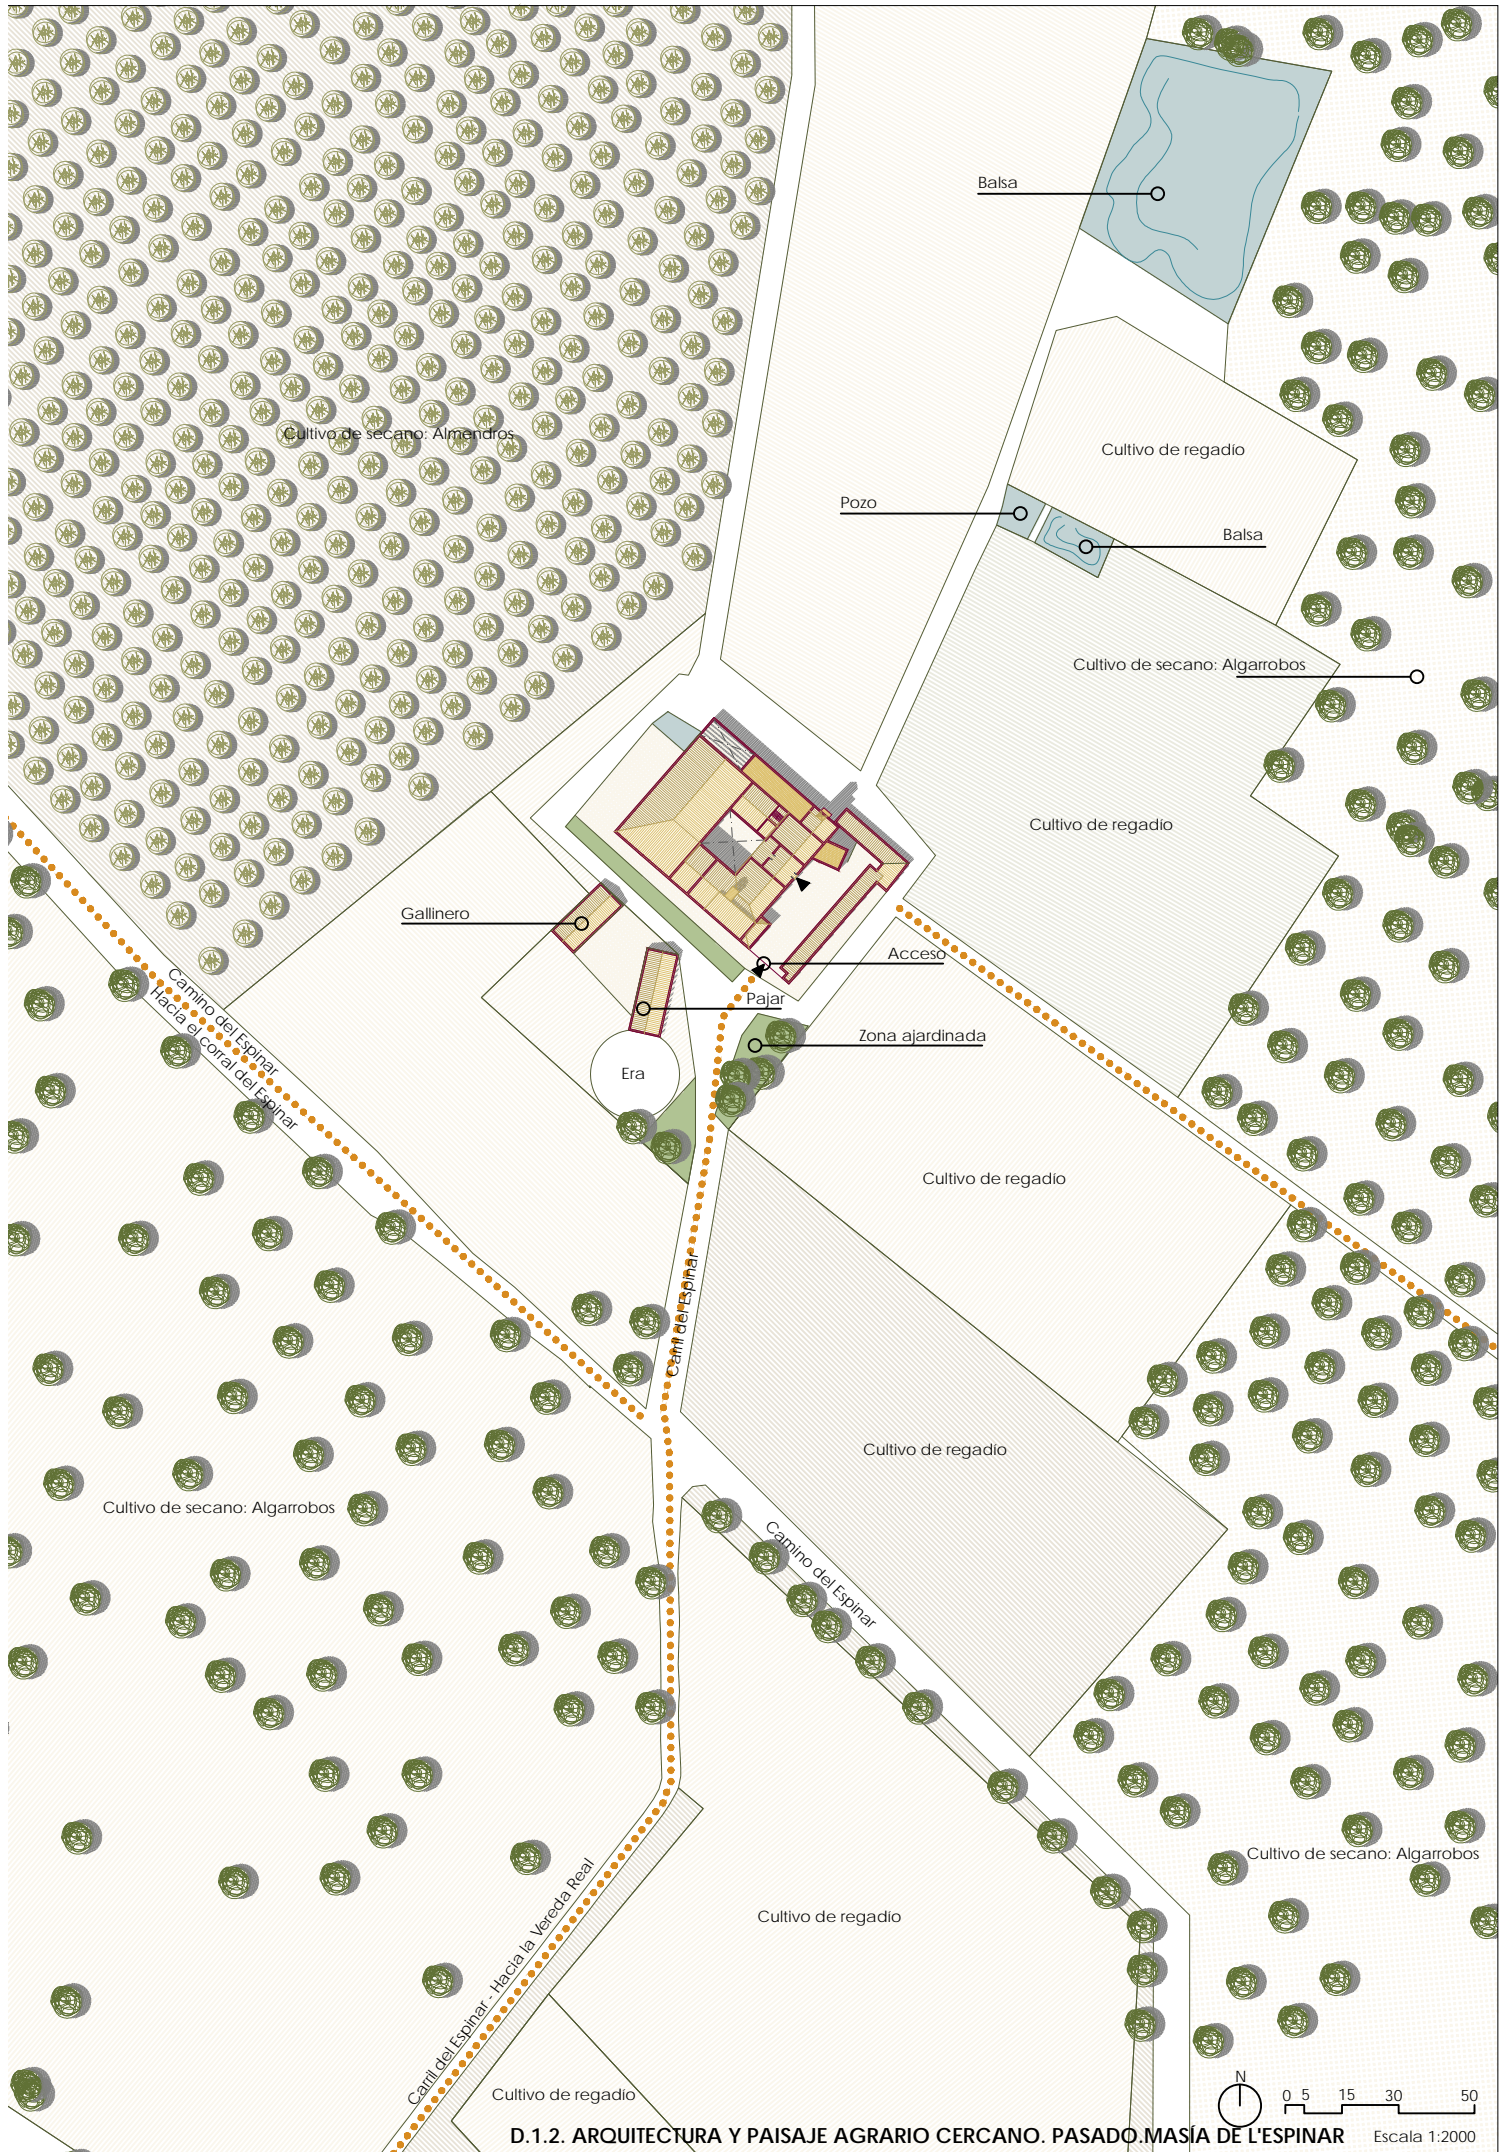 Balsa
Cultivo de secano: Almendros
Cultivo de regadío
Pozo
Balsa
Cultivo de secano: Algarrobos
Cultivo de regadío
Gallinero
Acceso
Camino del Espinar
Hacia el corral del Espinar
Pajar
Zona ajardinada
Era
Cultivo de regadío
Carril del Espinar
Cultivo de regadío
Cultivo de secano: Algarrobos
Camino del Espinar
Cultivo de secano: Algarrobos
Carril del Espinar - Hacia la Vereda Real
Cultivo de regadío
Cultivo de regadío
N
0 5 15 30 50
D.1.2. ARQUITECTURA Y PAISAJE AGRARIO CERCANO. PASADO.MASÍA DE L'ESPINAR
Escala 1:2000